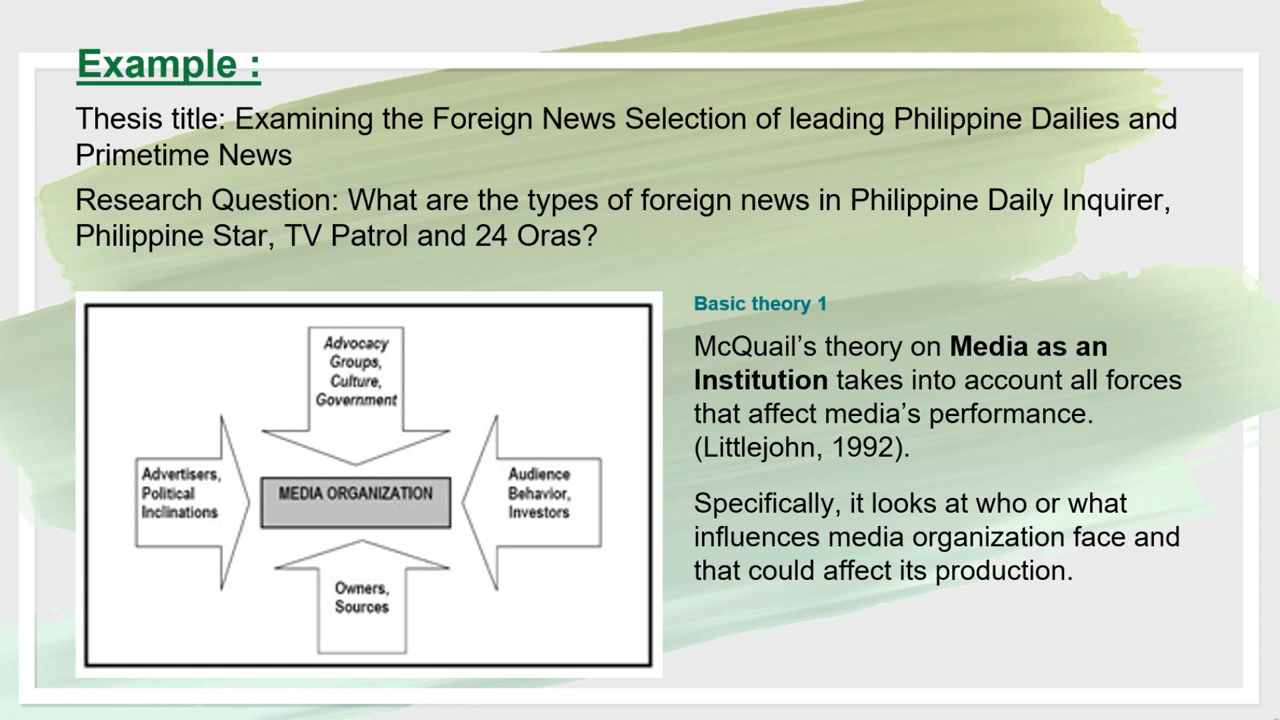 Example :
Thesis title: Examining the Foreign News Selection of leading Philippine Dailies and
Primetime News
Research Question: What are the types of foreign news in Philippine Daily Inquirer,
Philippine Star, TV Patrol and 24 Oras?
Advocacy
Groups,
Culture,
Government
Advertisers,
Political
Inclinations
MEDIA ORGANIZATION
Audience
Behavior,
Investors
Owners,
Sources
Basic theory 1
McQuail’s theory on Media as an
Institution takes into account all forces
that affect media’s performance.
(Littlejohn, 1992).
Specifically, it looks at who or what
influences media organization face and
that could affect its production.